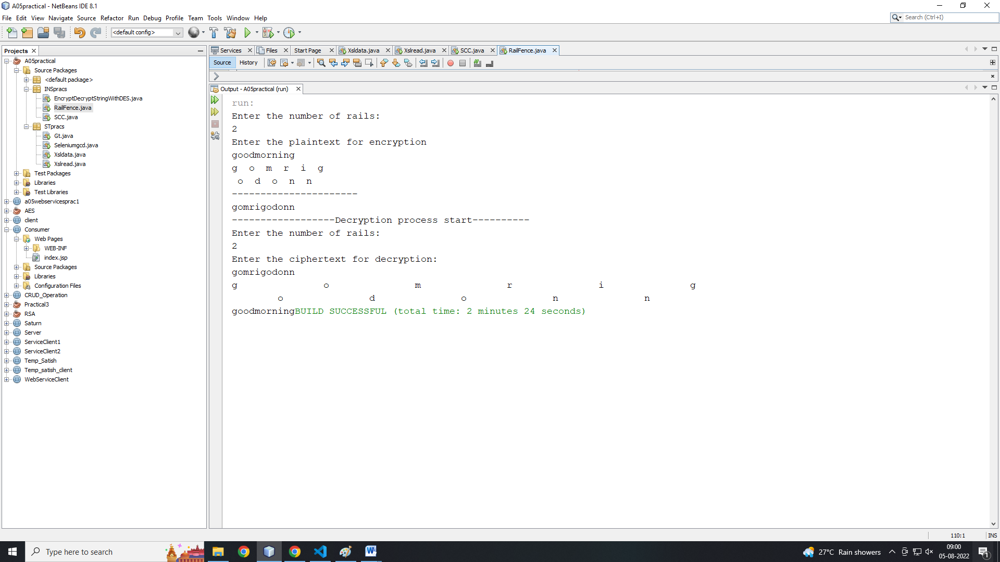 A05practical - NetBeans IDE 8.1
File Edit View Navigate Source Refactor Run Debug Profile Team Tools Window Help
Search (Ctrl+I)
<default config>
Projects
Services Files Start Page Xsldata.java Xslread.java SCC.java RailFence.java
Source History
Output - A05practical (run)
A05practical
Source Packages
<default package>
INSpracs
EncryptDecryptStringWithDES.java
RailFence.java
SCC.java
STpracs
Gt.java
Seleniumgcd.java
Xsldata.java
Xslread.java
Test Packages
Libraries
Test Libraries
a05webservicesprac1
AES
client
Consumer
Web Pages
WEB-INF
index.jsp
Source Packages
Libraries
Configuration Files
CRUD_Operation
Practical3
RSA
Saturn
Server
ServiceClient1
ServiceClient2
Temp_Satish
Temp_satish_client
WebServiceClient
run:
Enter the number of rails:
2
Enter the plaintext for encryption
goodmorning
g o m r i g
o d o n n
----------------------
gomrigodonn
------------------Decryption process start----------
Enter the number of rails:
2
Enter the ciphertext for decryption:
gomrigodonn
g o m r i g
o d o n n
goodmorningBUILD SUCCESSFUL (total time: 2 minutes 24 seconds)
110:1 INS
Type here to search
27°C Rain showers
09:00
05-08-2022
1